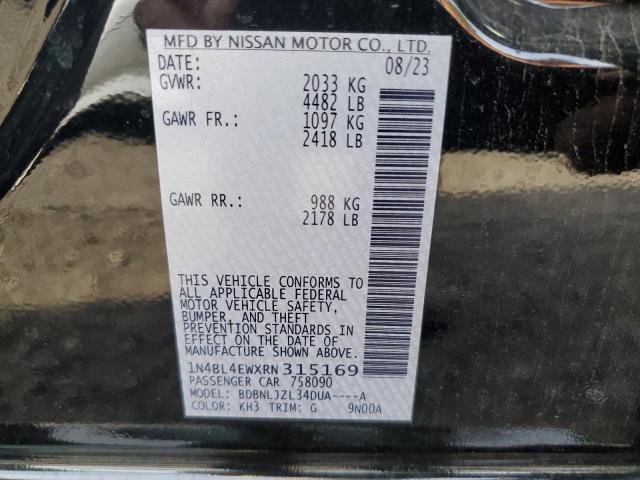 MFD BY NISSAN MOTOR CO., LTD.
DATE: 08/23
GVWR: 2033 KG
4482 LB
GAWR FR.: 1097 KG
2418 LB
GAWR RR.: 988 KG
2178 LB
THIS VEHICLE CONFORMS TO
ALL APPLICABLE FEDERAL
MOTOR VEHICLE SAFETY,
BUMPER, AND THEFT
PREVENTION STANDARDS IN
EFFECT ON THE DATE OF
MANUFACTURE SHOWN ABOVE.
1N4BL4EWXRN315169
PASSENGER CAR 758090
MODEL: BDBNLJZL34DUA----A
COLOR: KH3 TRIM: G 9N00A